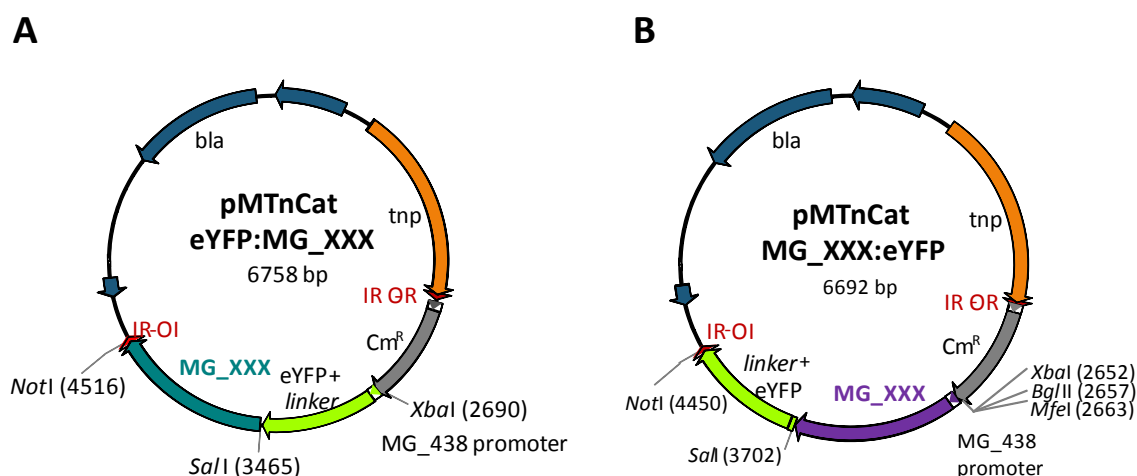 A
bla
pMTnCat
eYFP:MG_XXX
6758 bp
tnp
IR OR
IR-OI
CmR
MG_XXX
eYFP+
linker
NotI (4516)
XbaI (2690)
MG_438 promoter
SalI (3465)
B
bla
pMTnCat
MG_XXX:eYFP
6692 bp
tnp
IR OR
IR-OI
CmR
linker+
eYFP
MG_XXX
XbaI (2652)
BglII (2657)
MfeI (2663)
NotI (4450)
SalI (3702)
MG_438
promoter